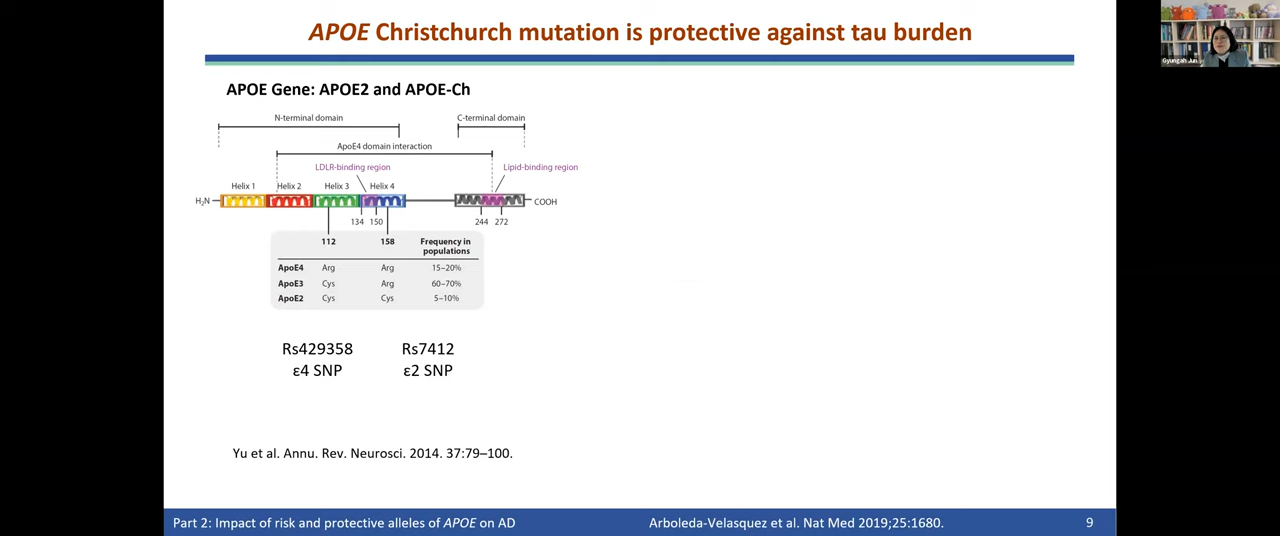 APOE Christchurch mutation is protective against tau burden
Gyungah Jun
APOE Gene: APOE2 and APOE-Ch
N-terminal domain
C-terminal domain
ApoE4 domain interaction
LDLR-binding region
Lipid-binding region
Helix 1
Helix 2
Helix 3
Helix 4
H₂N
COOH
134
150
244
272
112 158 Frequency in
populations
ApoE4 Arg Arg 15–20%
ApoE3 Cys Arg 60–70%
ApoE2 Cys Cys 5–10%
Rs429358
ε4 SNP
Rs7412
ε2 SNP
Yu et al. Annu. Rev. Neurosci. 2014. 37:79–100.
Part 2: Impact of risk and protective alleles of APOE on AD
Arboleda-Velasquez et al. Nat Med 2019;25:1680.
9